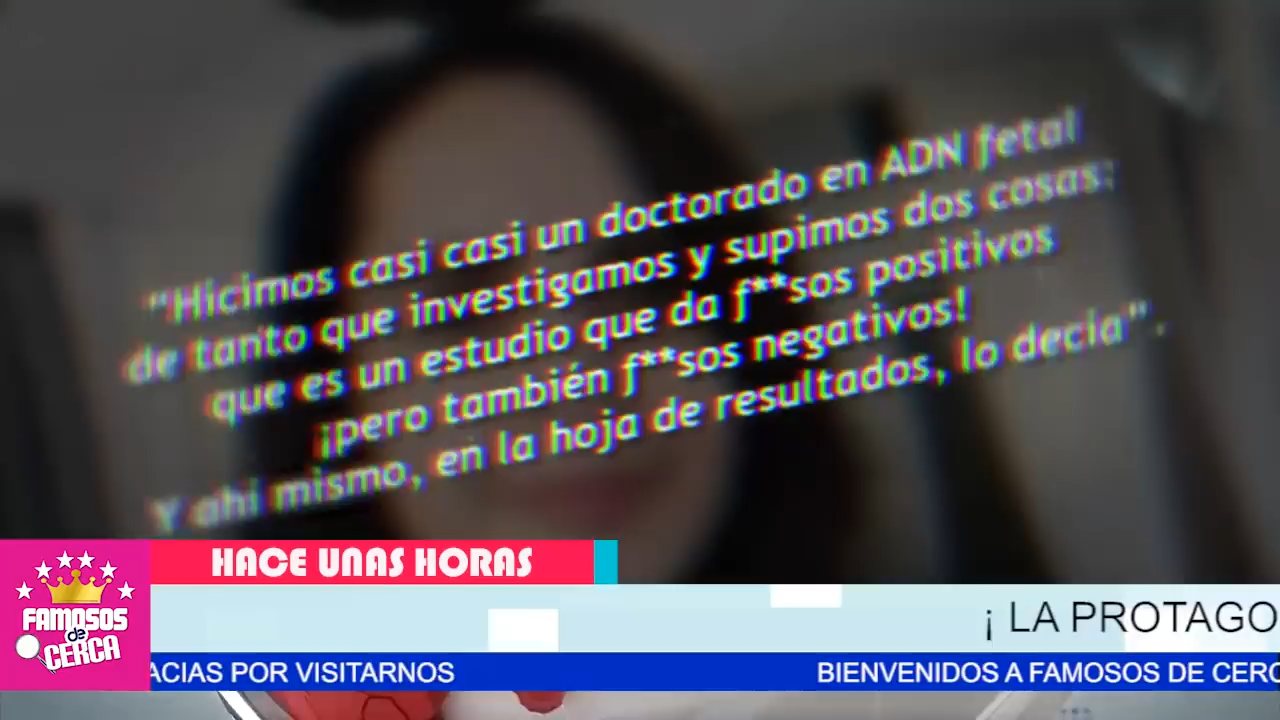 "Hicimos casi casi un doctorado en ADN fetal
de tanto que investigamos y supimos dos cosas:
que es un estudio que da f**sos positivos
¡pero también f**sos negativos!
Y ahí mismo, en la hoja de resultados, lo decía".
HACE UNAS HORAS
FAMOSOS
de
CERCA
¡ LA PROTAGO
ACIAS POR VISITARNOS
BIENVENIDOS A FAMOSOS DE CERC